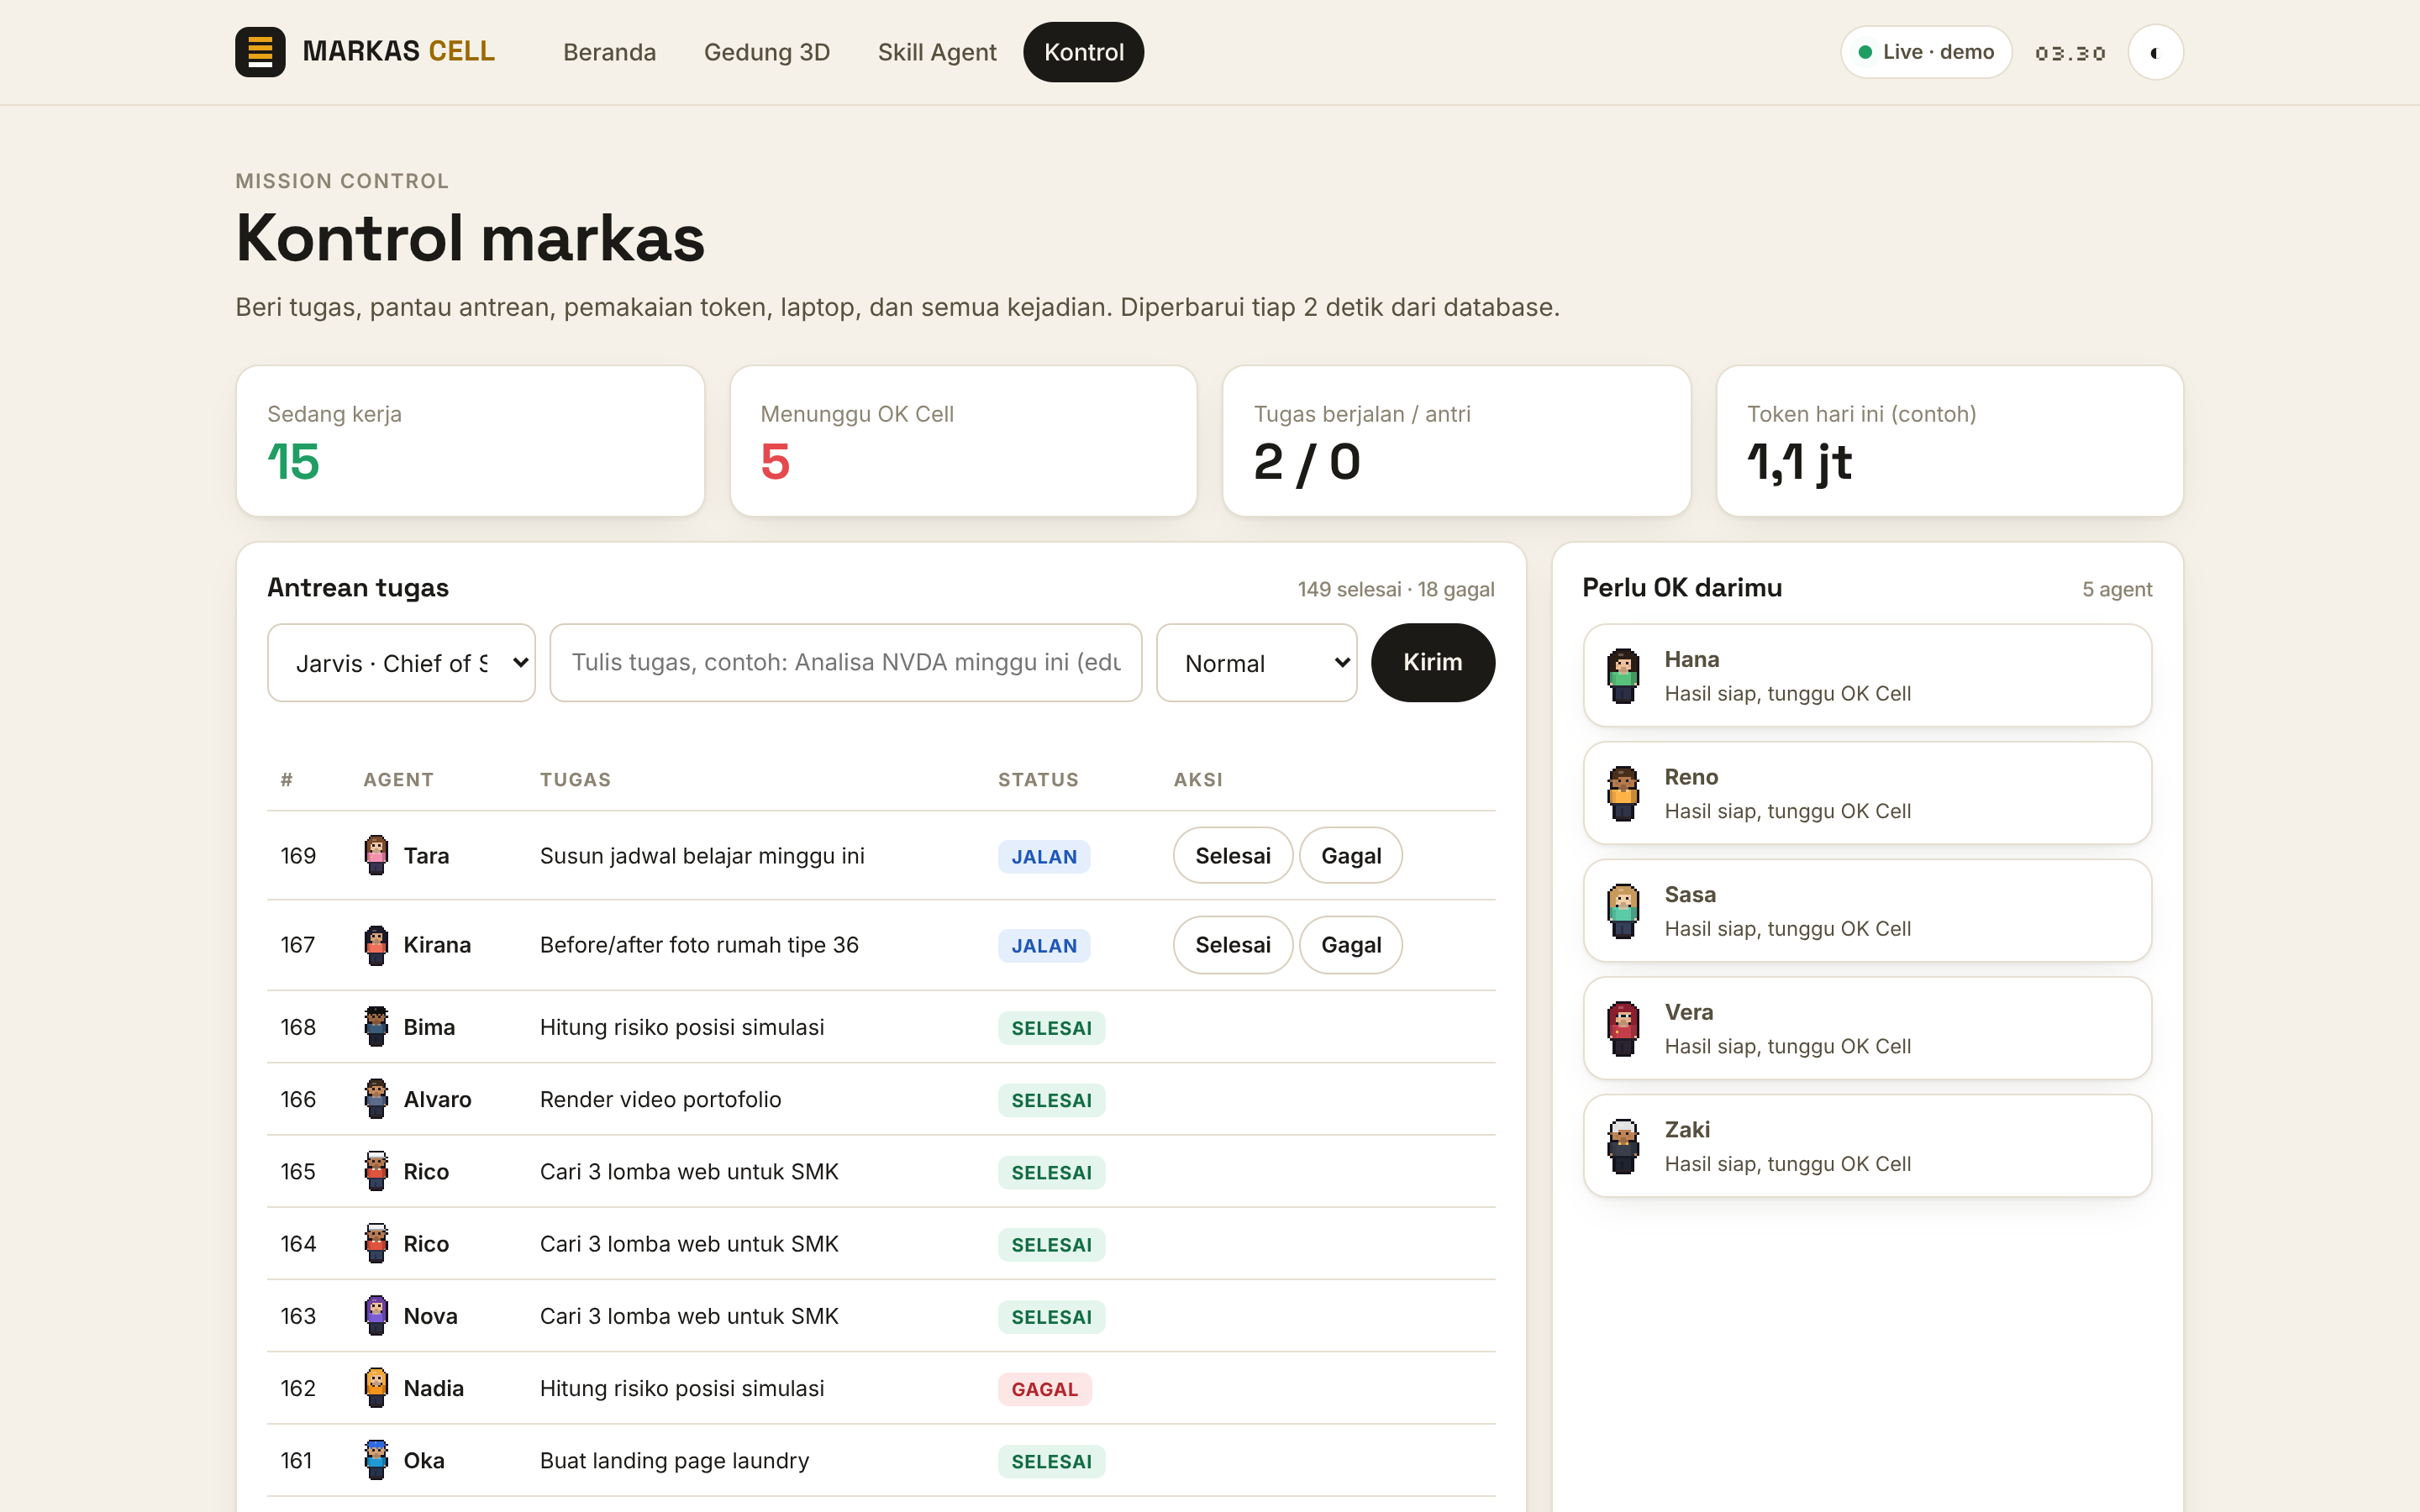 MARKAS CELL
Beranda
Gedung 3D
Skill Agent
Kontrol
Live · demo
03.30
MISSION CONTROL
Kontrol markas
Beri tugas, pantau antrean, pemakaian token, laptop, dan semua kejadian. Diperbarui tiap 2 detik dari database.
Sedang kerja
15
Menunggu OK Cell
5
Tugas berjalan / antri
2 / 0
Token hari ini (contoh)
1,1 jt
Antrean tugas
149 selesai · 18 gagal
Jarvis · Chief of S
Tulis tugas, contoh: Analisa NVDA minggu ini (edu
Normal
Kirim
# AGENT TUGAS STATUS AKSI
169 Tara Susun jadwal belajar minggu ini JALAN Selesai Gagal
167 Kirana Before/after foto rumah tipe 36 JALAN Selesai Gagal
168 Bima Hitung risiko posisi simulasi SELESAI
166 Alvaro Render video portofolio SELESAI
165 Rico Cari 3 lomba web untuk SMK SELESAI
164 Rico Cari 3 lomba web untuk SMK SELESAI
163 Nova Cari 3 lomba web untuk SMK SELESAI
162 Nadia Hitung risiko posisi simulasi GAGAL
161 Oka Buat landing page laundry SELESAI
Perlu OK darimu
5 agent
Hana
Hasil siap, tunggu OK Cell
Reno
Hasil siap, tunggu OK Cell
Sasa
Hasil siap, tunggu OK Cell
Vera
Hasil siap, tunggu OK Cell
Zaki
Hasil siap, tunggu OK Cell